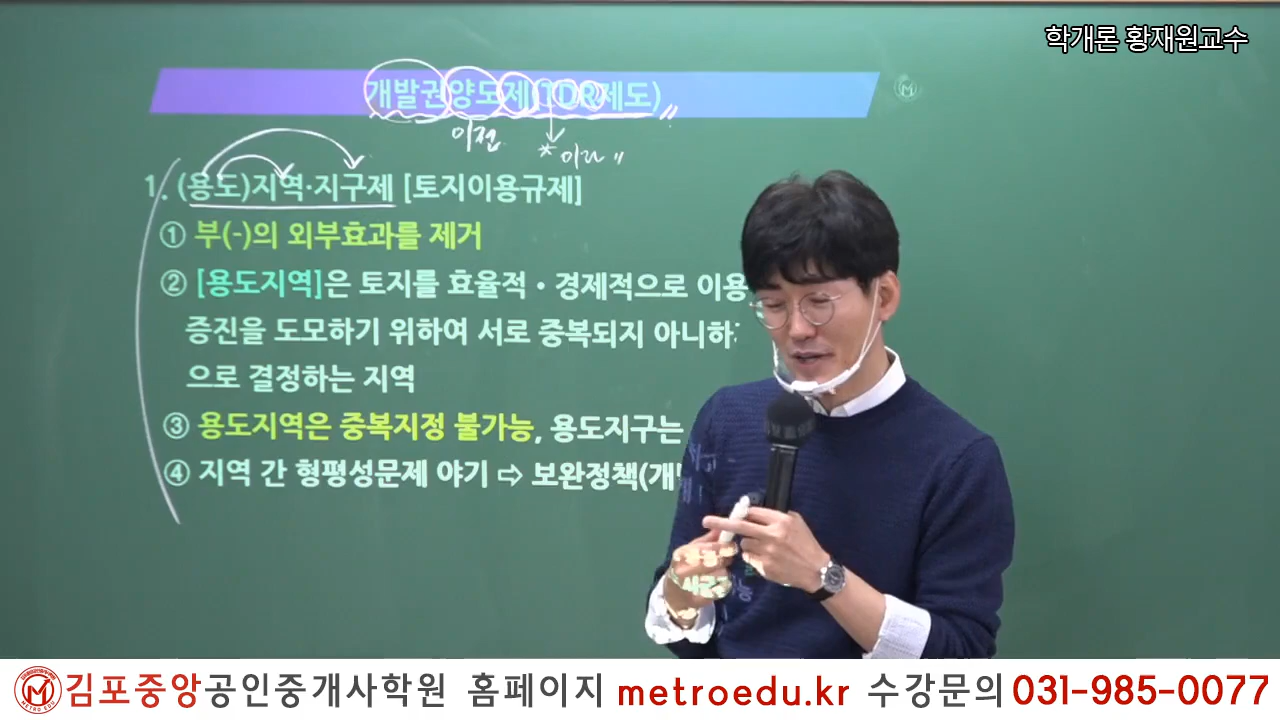 학개론 황재원교수
개발권양도제(TDR제도)
이전
1. (용도)지역·지구제 [토지이용규제]
① 부(-)의 외부효과를 제거
② [용도지역]은 토지를 효율적·경제적으로 이용
증진을 도모하기 위하여 서로 중복되지 아니하
으로 결정하는 지역
③ 용도지역은 중복지정 불가능, 용도지구는
④ 지역 간 형평성문제 야기 ⇨ 보완정책(개
김포중앙공인중개사학원 홈페이지 metroedu.kr 수강문의 031-985-0077